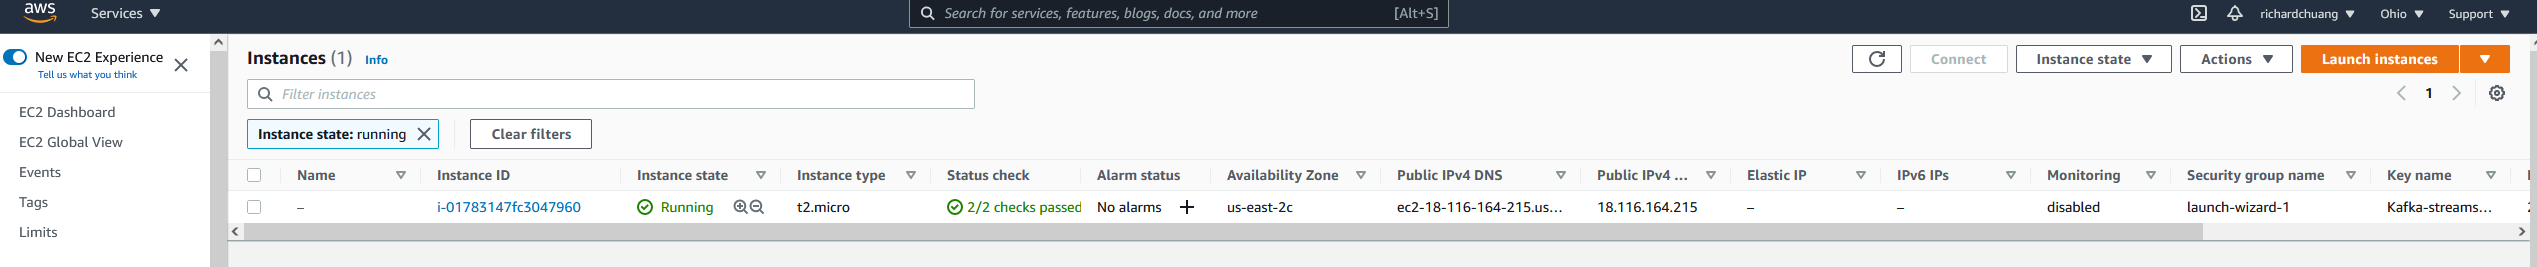 aws Services Search for services, features, blogs, docs, and more [Alt+S] richardchuang Ohio Support
New EC2 Experience
Tell us what you think
EC2 Dashboard
EC2 Global View
Events
Tags
Limits
Instances (1) Info Connect Instance state Actions Launch instances
Filter instances 1
Instance state: running Clear filters
Name Instance ID Instance state Instance type Status check Alarm status Availability Zone Public IPv4 DNS Public IPv4 ... Elastic IP IPv6 IPs Monitoring Security group name Key name
– i-01783147fc3047960 Running t2.micro 2/2 checks passed No alarms + us-east-2c ec2-18-116-164-215.us... 18.116.164.215 – – disabled launch-wizard-1 Kafka-streams...